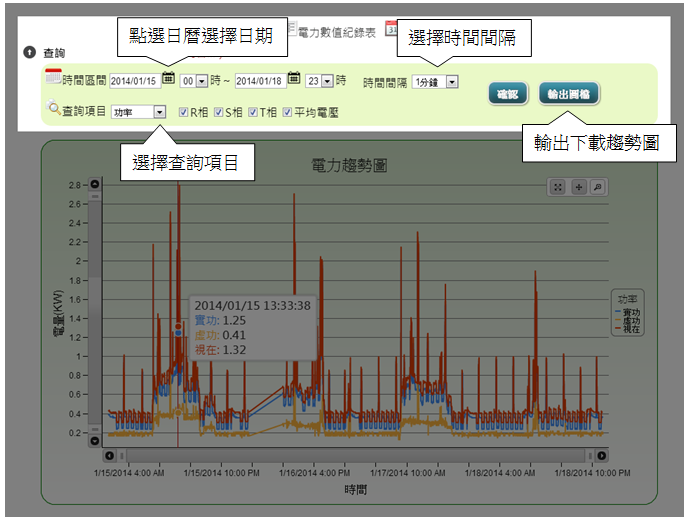 點選日曆選擇日期
電力數值紀錄表
選擇時間間隔
查詢
時間區間 2014/01/15 00 時 ~ 2014/01/18 23 時 時間間隔 1分鐘 確認 輸出圖檔
查詢項目 功率 R相 S相 T相 平均電壓
選擇查詢項目
輸出下載趨勢圖
電力趨勢圖
2.8
2.6
2.4
2.2
2
1.8
1.6
1.4
1.2
1
0.8
0.6
0.4
0.2
電量(KW)
2014/01/15 13:33:38
實功: 1.25
虛功: 0.41
視在: 1.32
功率
實功
虛功
視在
1/15/2014 4:00 AM 1/15/2014 10:00 PM 1/16/2014 4:00 PM 1/17/2014 10:00 AM 1/18/2014 4:00 AM 1/18/2014 10:00 PM
時間